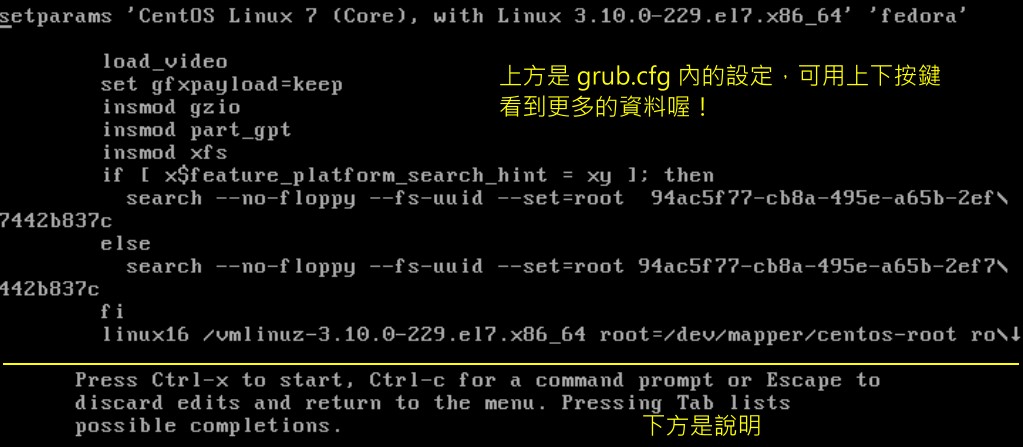 setparams 'CentOS Linux 7 (Core), with Linux 3.10.0-229.el7.x86_64' 'fedora'
load_video
set gfxpayload=keep
上方是 grub.cfg 內的設定，可用上下按鍵
看到更多的資料喔！
insmod gzio
insmod part_gpt
insmod xfs
if [ x$feature_platform_search_hint = xy ]; then
search --no-floppy --fs-uuid --set=root  94ac5f77-cb8a-495e-a65b-2ef\
7442b837c
else
search --no-floppy --fs-uuid --set=root 94ac5f77-cb8a-495e-a65b-2ef7\
442b837c
fi
linux16 /vmlinuz-3.10.0-229.el7.x86_64 root=/dev/mapper/centos-root ro\↓
Press Ctrl-x to start, Ctrl-c for a command prompt or Escape to
discard edits and return to the menu. Pressing Tab lists
possible completions.
下方是說明